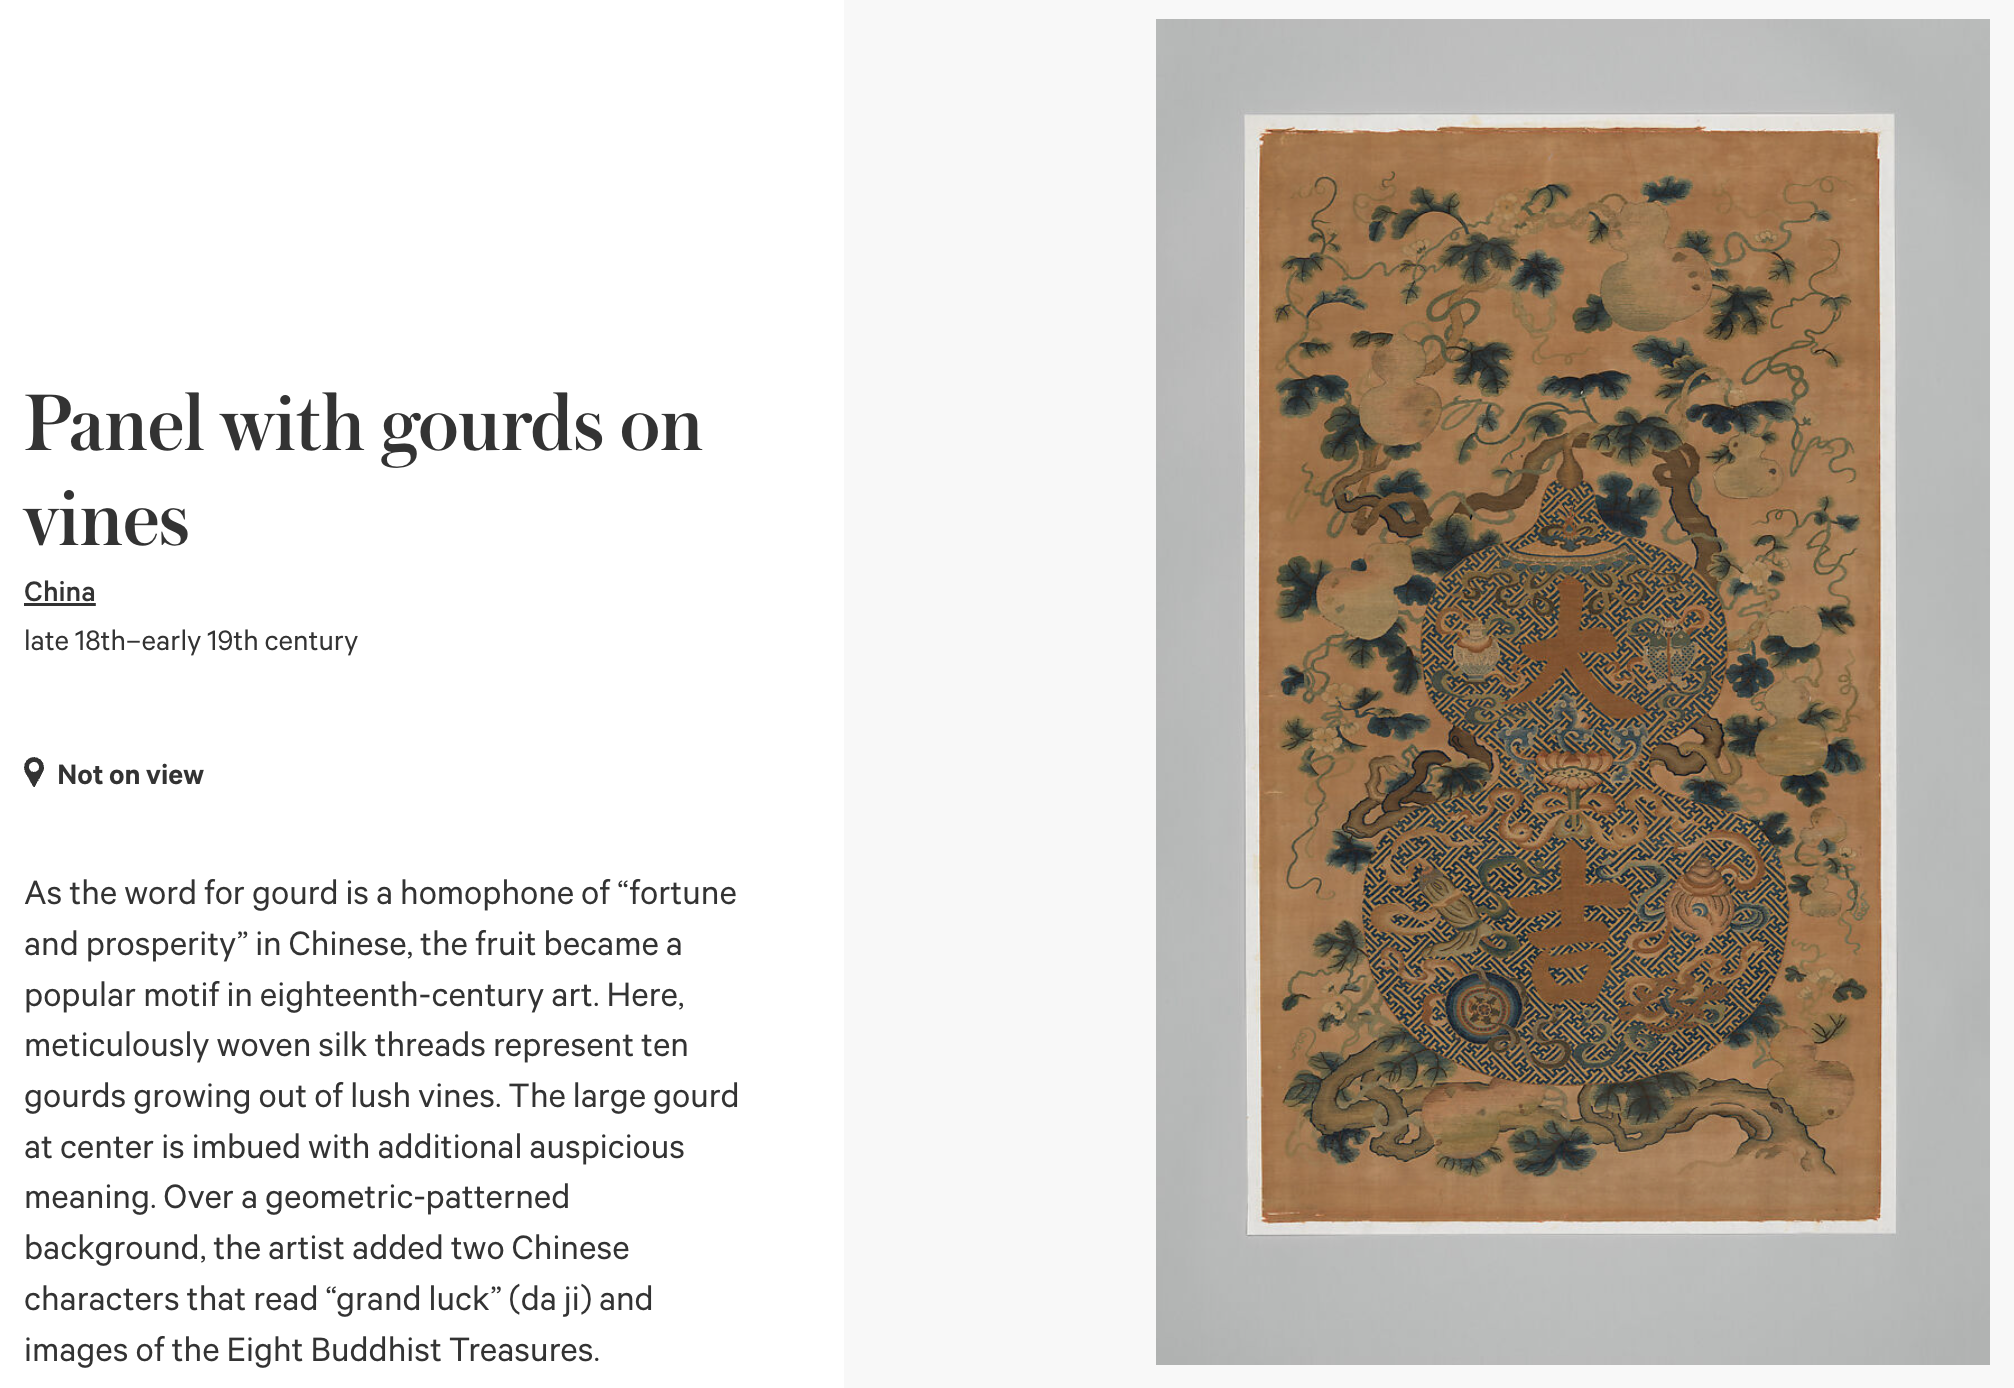 Panel with gourds on
vines
China
late 18th–early 19th century
Not on view
As the word for gourd is a homophone of “fortune
and prosperity” in Chinese, the fruit became a
popular motif in eighteenth-century art. Here,
meticulously woven silk threads represent ten
gourds growing out of lush vines. The large gourd
at center is imbued with additional auspicious
meaning. Over a geometric-patterned
background, the artist added two Chinese
characters that read “grand luck” (da ji) and
images of the Eight Buddhist Treasures.
大
吉